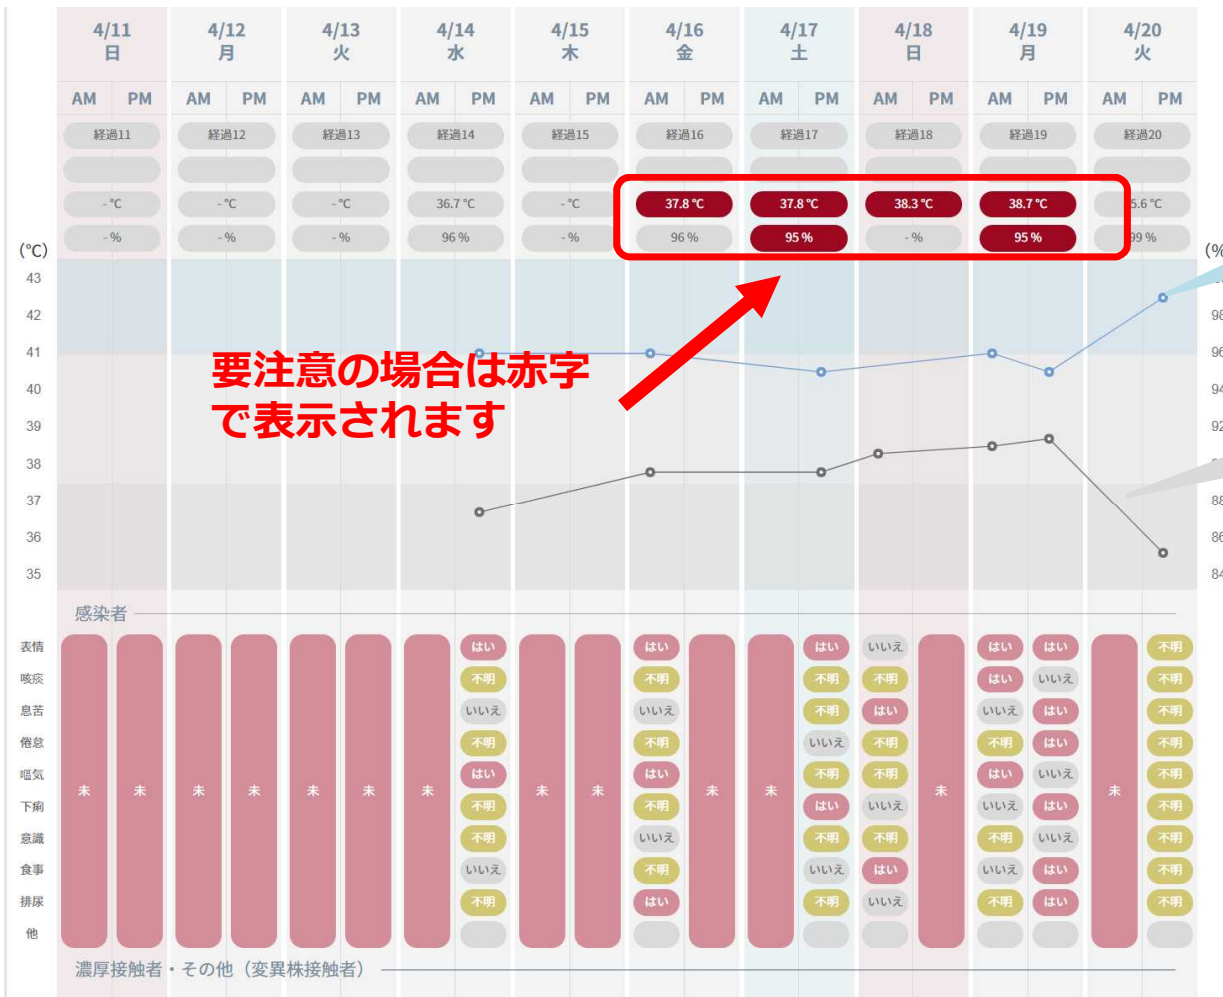 4/11 4/12 4/13 4/14 4/15 4/16 4/17 4/18 4/19 4/20
日 月 火 水 木 金 土 日 月 火
AM PM AM PM AM PM AM PM AM PM AM PM AM PM AM PM AM PM AM PM
経過11 経過12 経過13 経過14 経過15 経過16 経過17 経過18 経過19 経過20
- ℃ - ℃ - ℃ 36.7 ℃ - ℃ 37.8 ℃ 37.8 ℃ 38.3 ℃ 38.7 ℃ 5.6 ℃
- % - % - % 96 % - % 96 % 95 % - % 95 % 99 %
(℃) (%
43
42 98
41 96
40 94
39 92
38
37 88
36 86
35 84
要注意の場合は赤字
で表示されます
感染者
表情 はい はい はい いいえ はい はい 不明
咳痰 不明 不明 不明 不明 はい いいえ 不明
息苦 いいえ いいえ 不明 はい いいえ はい 不明
倦怠 不明 不明 いいえ 不明 不明 はい 不明
嘔気 はい はい 不明 不明 はい いいえ 不明
未 未 未 未 未 未 未 未 未 未 未 未 未
下痢 不明 不明 はい いいえ いいえ はい 不明
意識 不明 いいえ 不明 不明 不明 いいえ 不明
食事 いいえ 不明 いいえ はい いいえ はい 不明
排尿 不明 はい 不明 いいえ 不明 はい 不明
他
濃厚接触者・その他（変異株接触者）